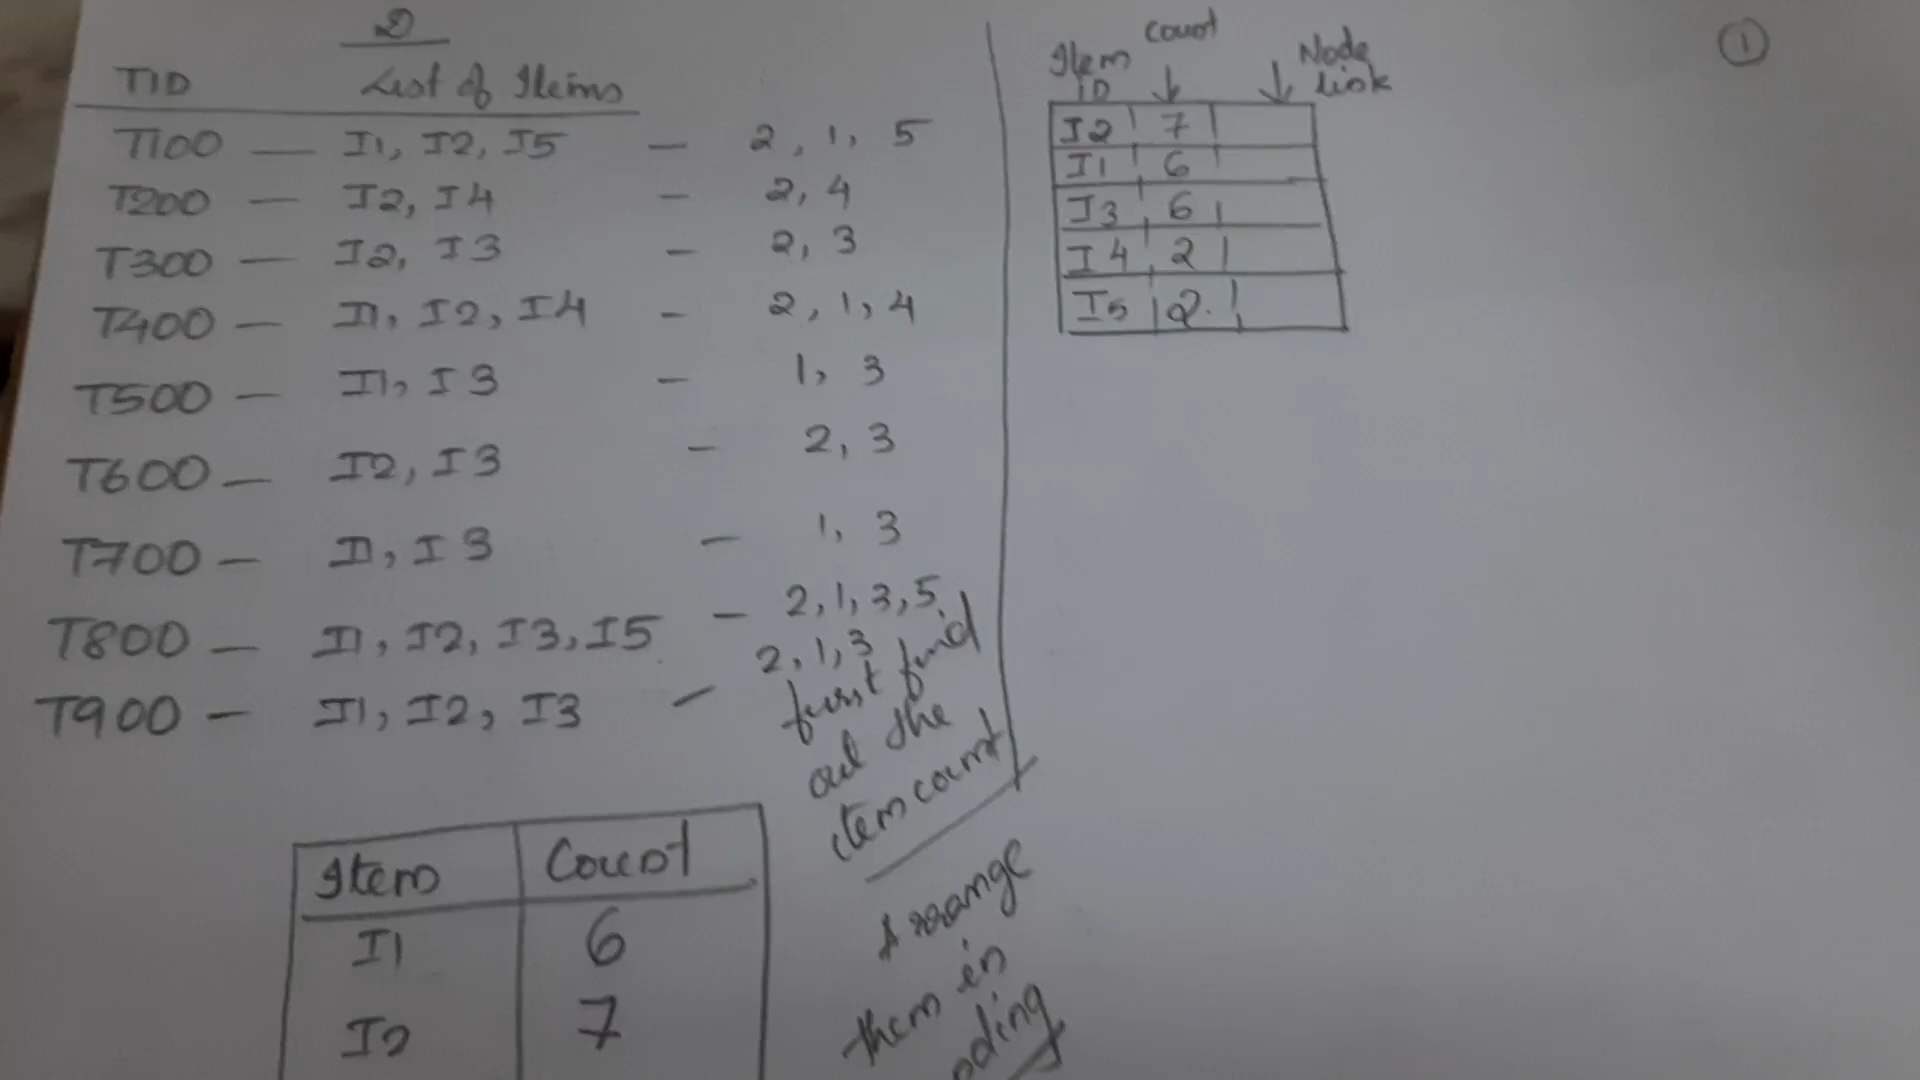 D
TID List of Items
T100 — I1, I2, I5 — 2, 1, 5
T200 — I2, I4 — 2, 4
T300 — I2, I3 — 2, 3
T400 — I1, I2, I4 — 2, 1, 4
T500 — I1, I3 — 1, 3
T600 — I2, I3 — 2, 3
T700 — I1, I3 — 1, 3
T800 — I1, I2, I3, I5 — 2, 1, 3, 5
T900 — I1, I2, I3 — 2, 1, 3
first find
out the
item count
Arrange
them in
Item Count
I1 6
I2 7
Item ID count Node link
I2 7
I1 6
I3 6
I4 2
I5 2
1